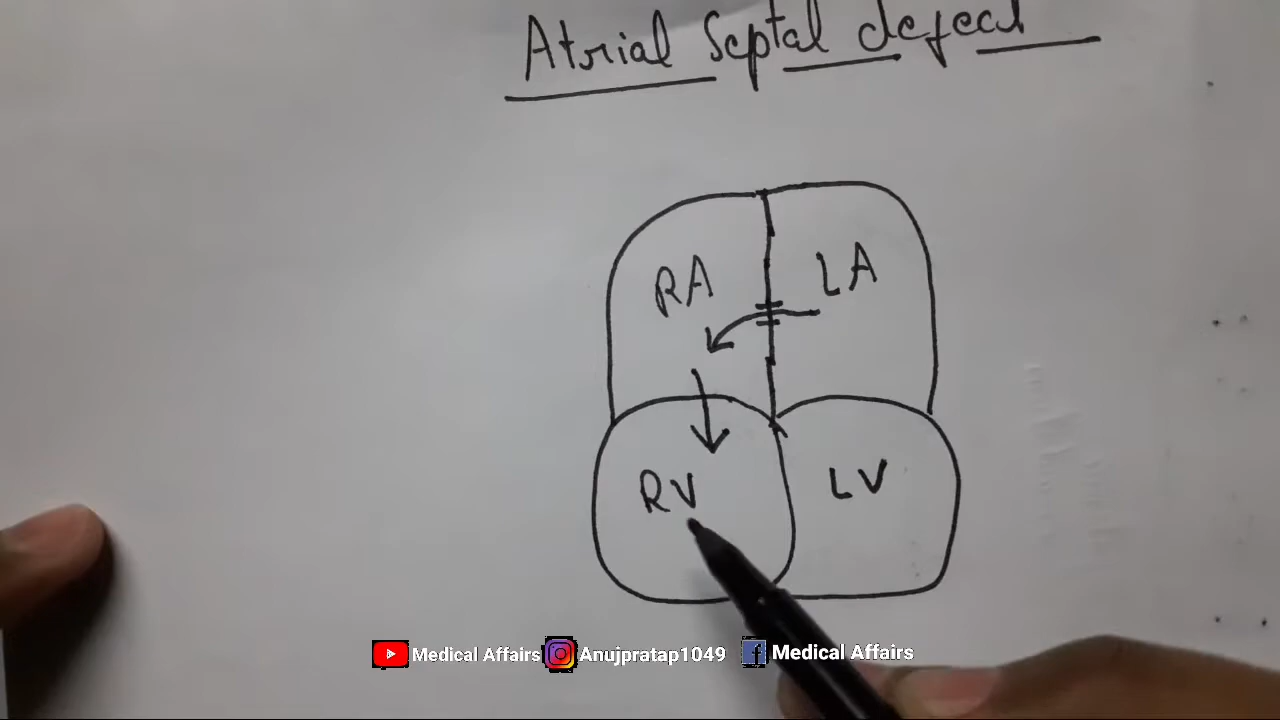 Atrial Septal defect
RA LA
RV LV
Medical Affairs Anujpratap1049 Medical Affairs